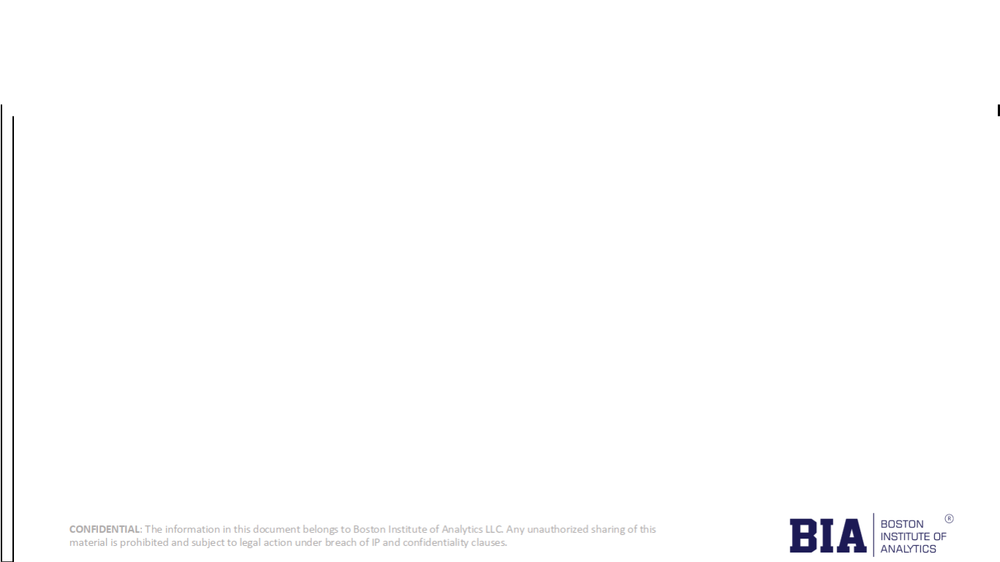 CONFIDENTIAL: The information in this document belongs to Boston Institute of Analytics LLC. Any unauthorized sharing of this
material is prohibited and subject to legal action under breach of IP and confidentiality clauses.
BIA
BOSTON
INSTITUTE OF
ANALYTICS
®